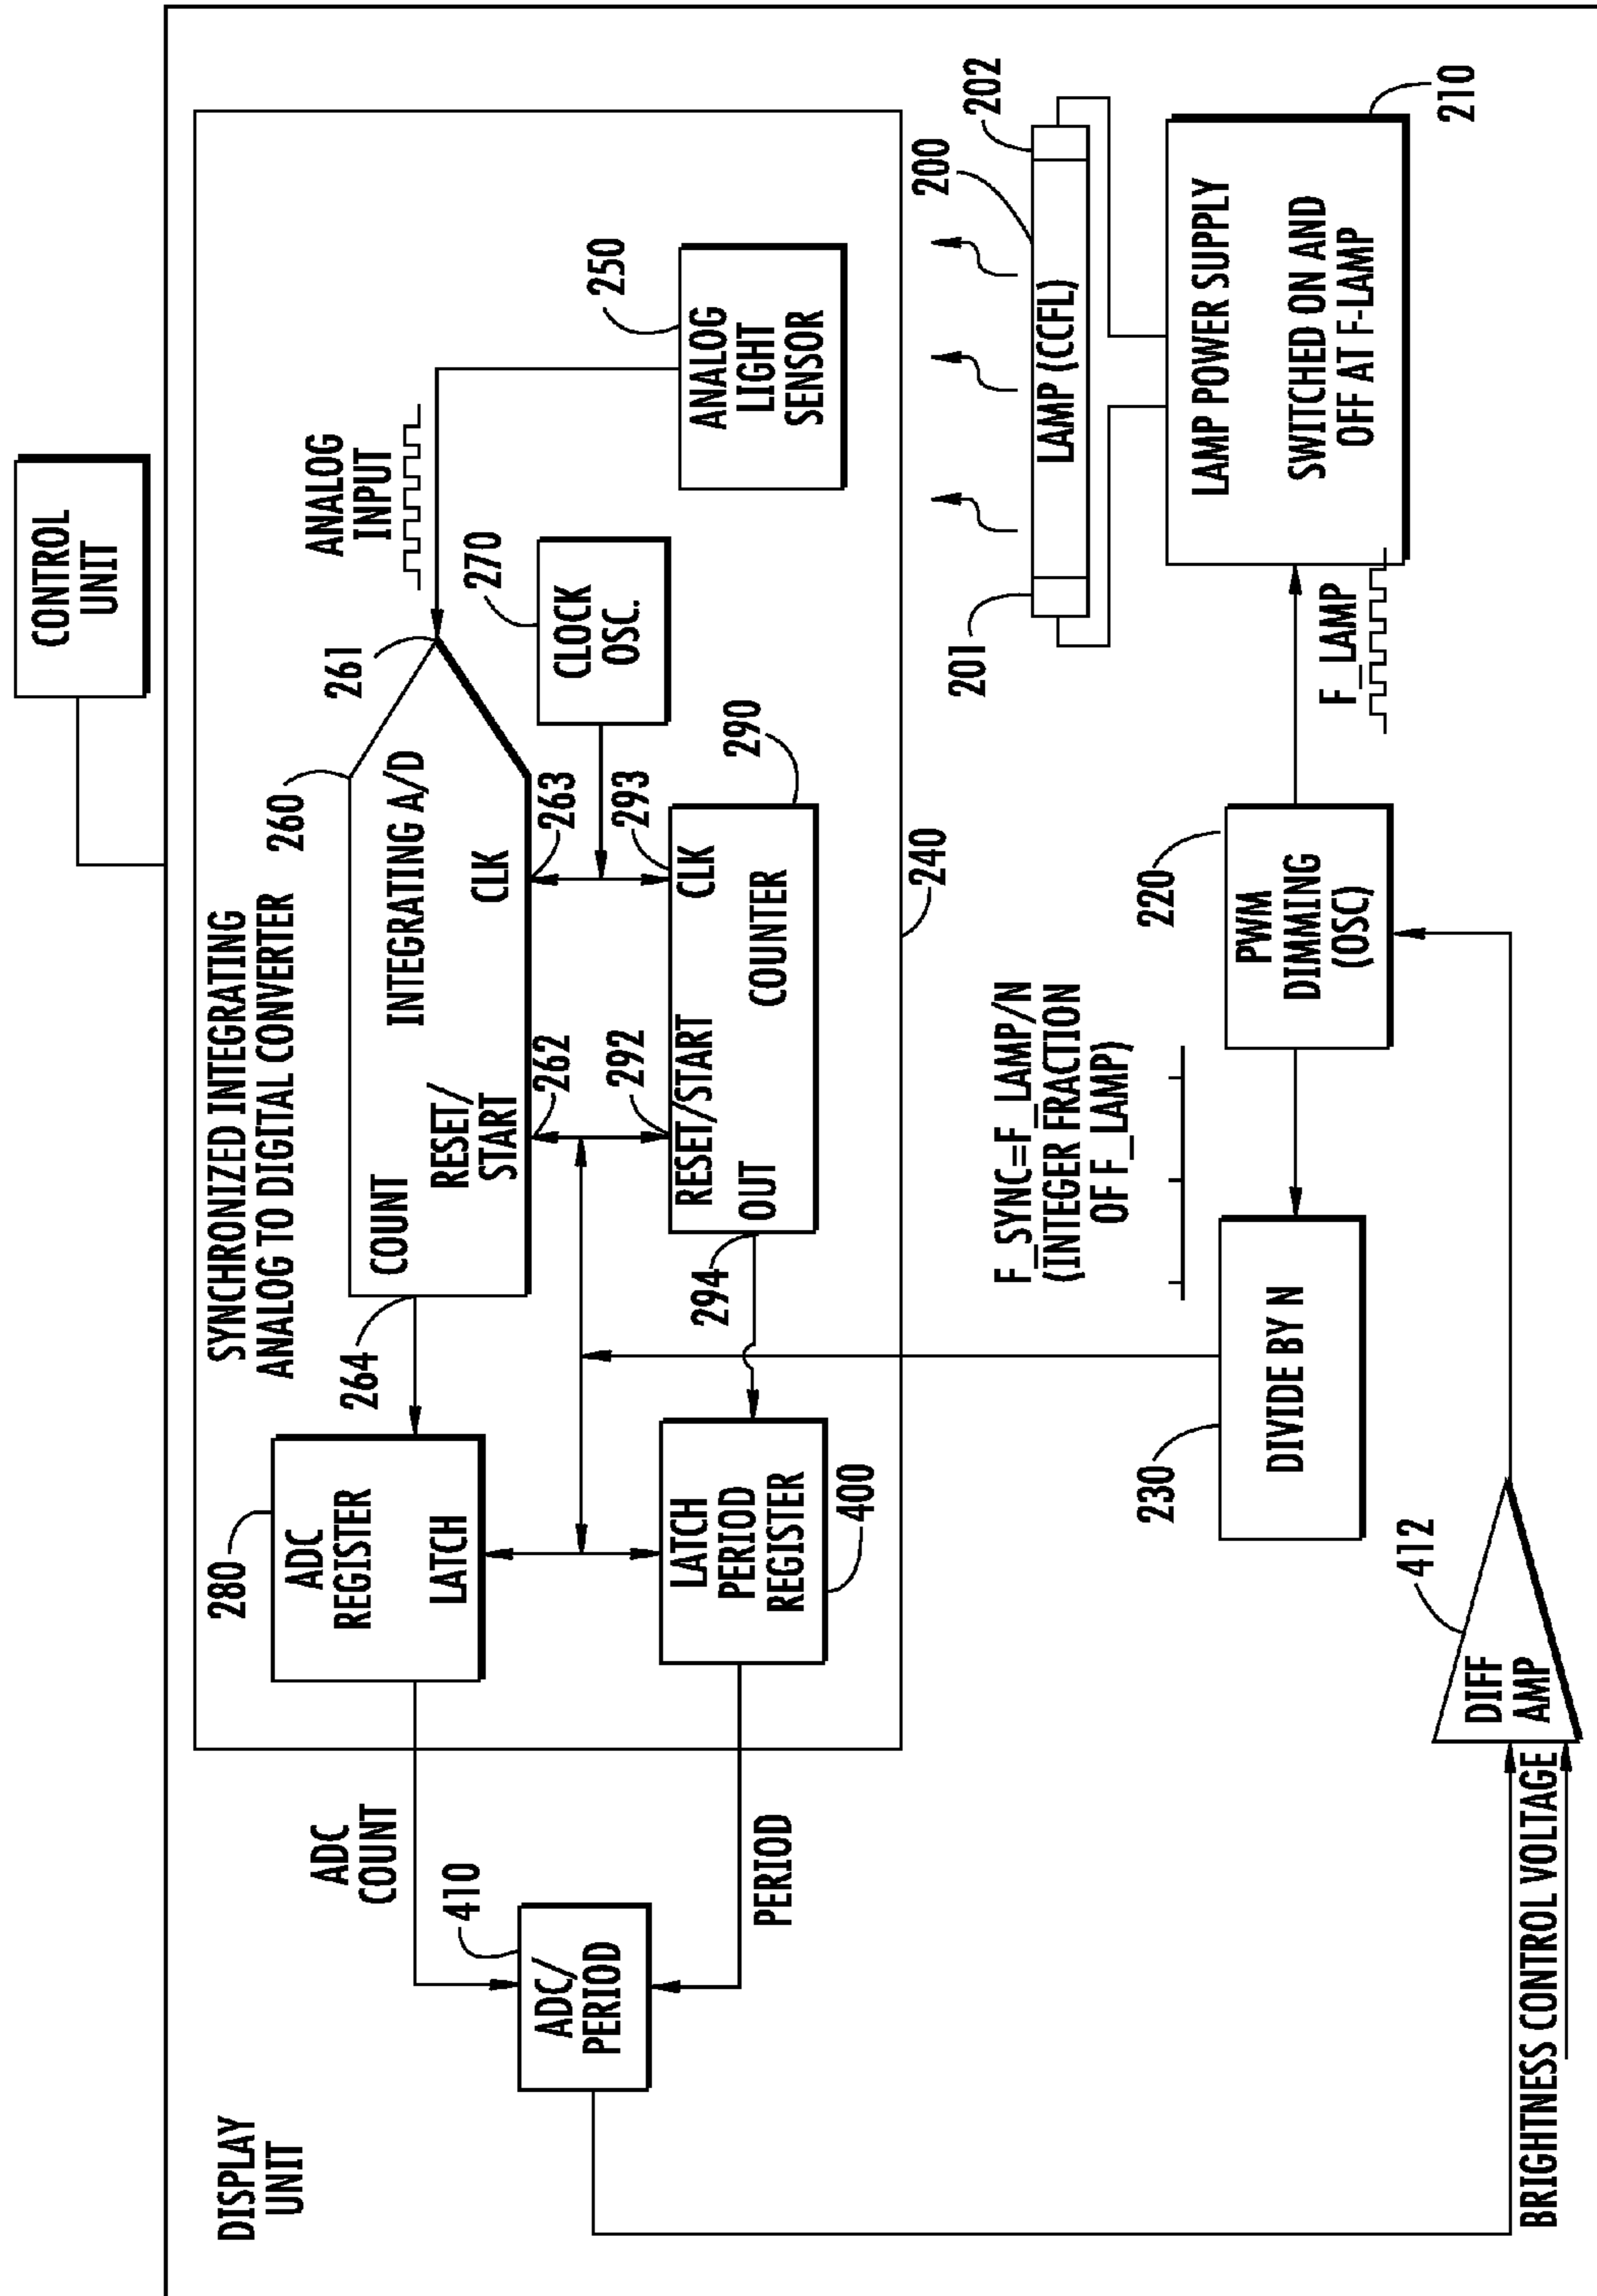 CONTROL
UNIT
DISPLAY
UNIT
SYNCHRONIZED INTEGRATING
ANALOG TO DIGITAL CONVERTER
280
ADC
REGISTER
LATCH
264
COUNT
RESET/
START
INTEGRATING A/D
CLK
260
261
ANALOG
INPUT
262
263
270
CLOCK
OSC.
250
ANALOG
LIGHT
SENSOR
292
293
290
RESET/START
CLK
OUT
COUNTER
294
LATCH
PERIOD
REGISTER
400
240
ADC
COUNT
410
ADC/
PERIOD
PERIOD
200
201
202
LAMP (CCFL)
F_SYNC=F_LAMP/N
(INTEGER FRACTION
OF F_LAMP)
230
DIVIDE BY N
220
PWM
DIMMING
(OSC)
F_LAMP
LAMP POWER SUPPLY
SWITCHED ON AND
OFF AT F-LAMP
210
412
DIFF
AMP
BRIGHTNESS CONTROL VOLTAGE